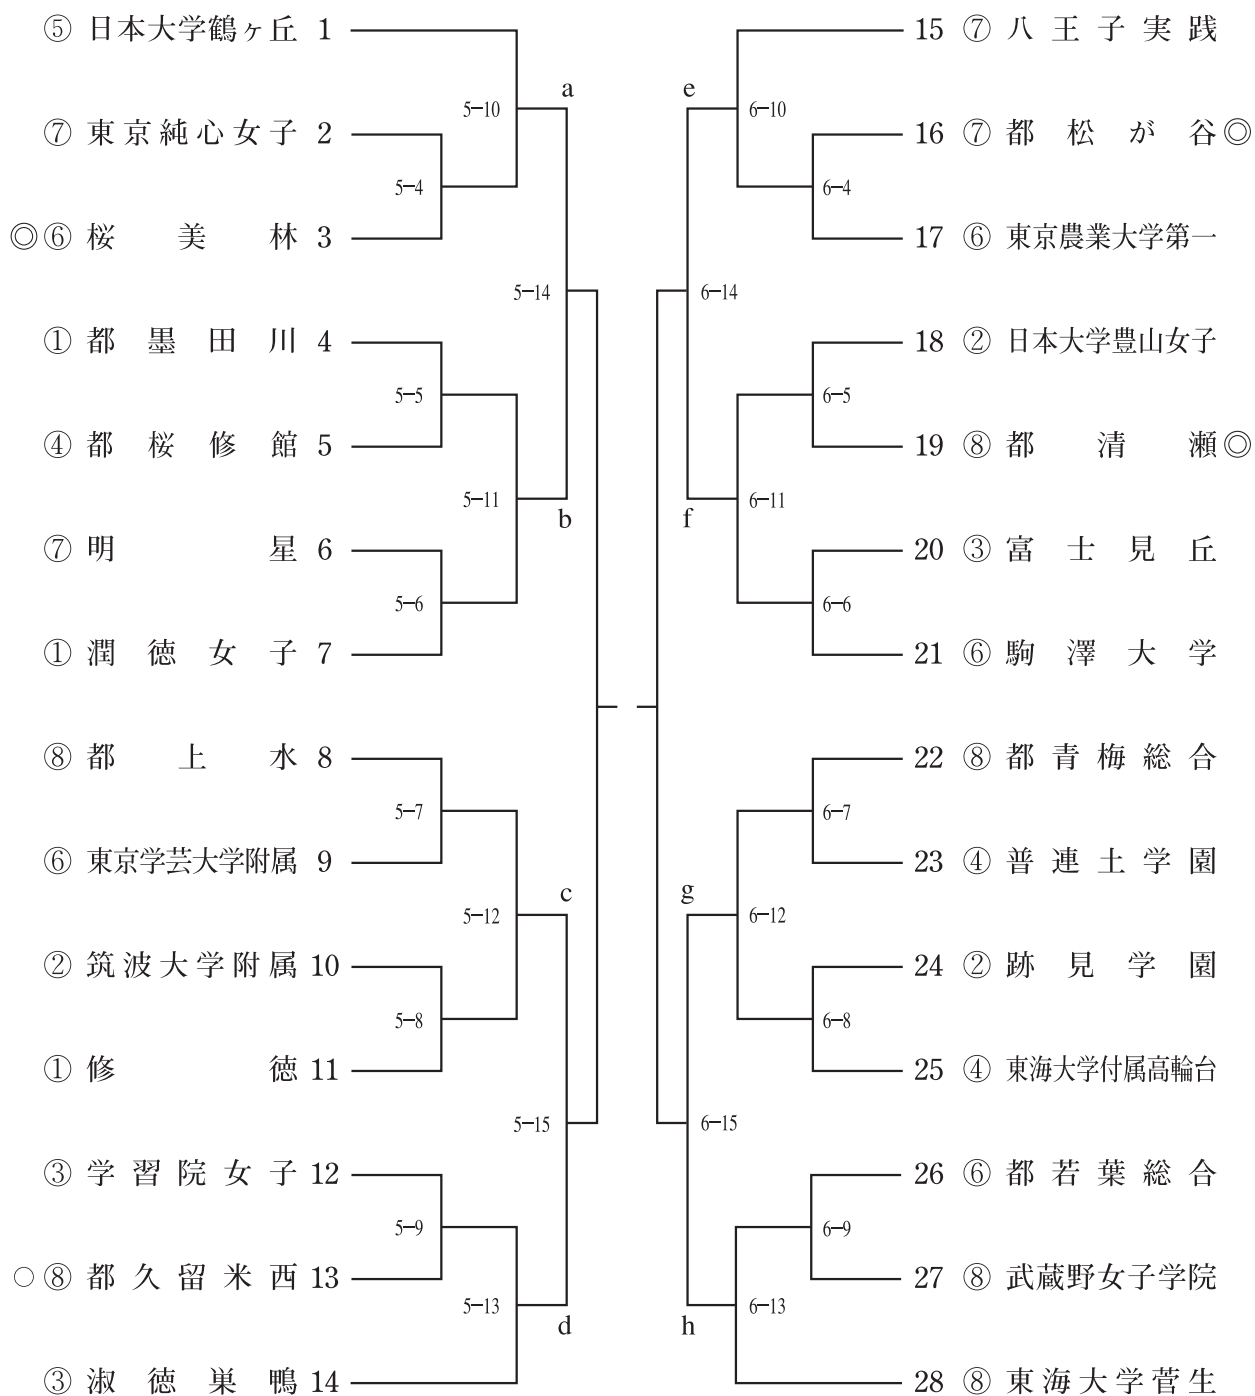 ⑤ 日本大学鶴ヶ丘 1
a
5-10
⑦ 東京純心女子 2
5-4
◎⑥ 桜美林 3
5-14
① 都墨田川 4
5-5
④ 都桜修館 5
5-11
b
⑦ 明星 6
5-6
① 潤徳女子 7
⑧ 都上水 8
5-7
⑥ 東京学芸大学附属 9
c
5-12
② 筑波大学附属 10
5-8
① 修徳 11
5-15
③ 学習院女子 12
5-9
○⑧ 都久留米西 13
5-13
d
③ 淑徳巣鴨 14
15 ⑦ 八王子実践
e
6-10
16 ⑦ 都松が谷◎
6-4
17 ⑥ 東京農業大学第一
6-14
18 ② 日本大学豊山女子
6-5
19 ⑧ 都清瀬◎
6-11
f
20 ③ 富士見丘
6-6
21 ⑥ 駒澤大学
22 ⑧ 都青梅総合
6-7
23 ④ 普連土学園
g
6-12
24 ② 跡見学園
6-8
25 ④ 東海大学付属高輪台
6-15
26 ⑥ 都若葉総合
6-9
27 ⑧ 武蔵野女子学院
6-13
h
28 ⑧ 東海大学菅生